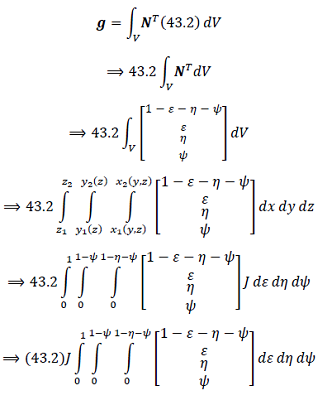 𝒈 = ∫_V 𝑵^T (43.2) dV
⟹ 43.2 ∫_V 𝑵^T dV
⟹ 43.2 ∫_V [1 − ε − η − ψ; ε; η; ψ] dV
⟹ 43.2 ∫_{z_1}^{z_2} ∫_{y_1(z)}^{y_2(z)} ∫_{x_1(y,z)}^{x_2(y,z)} [1 − ε − η − ψ; ε; η; ψ] dx dy dz
⟹ 43.2 ∫_0^1 ∫_0^{1−ψ} ∫_0^{1−η−ψ} [1 − ε − η − ψ; ε; η; ψ] J dε dη dψ
⟹ (43.2)J ∫_0^1 ∫_0^{1−ψ} ∫_0^{1−η−ψ} [1 − ε − η − ψ; ε; η; ψ] dε dη dψ